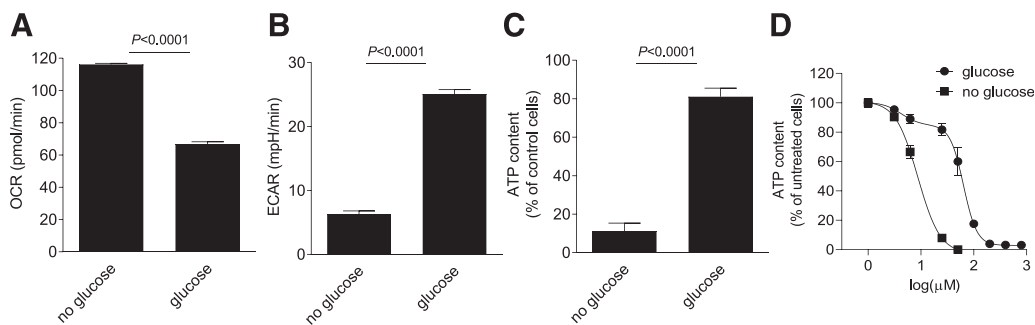 A
P<0.0001
120
100
80
60
40
20
0
OCR (pmol/min)
no glucose
glucose
B
P<0.0001
30
20
10
0
ECAR (mpH/min)
no glucose
glucose
C
P<0.0001
100
80
60
40
20
0
ATP content
(% of control cells)
no glucose
glucose
D
glucose
no glucose
120
100
80
60
40
20
0
ATP content
(% of untreated cells)
0
1
2
3
log(μM)